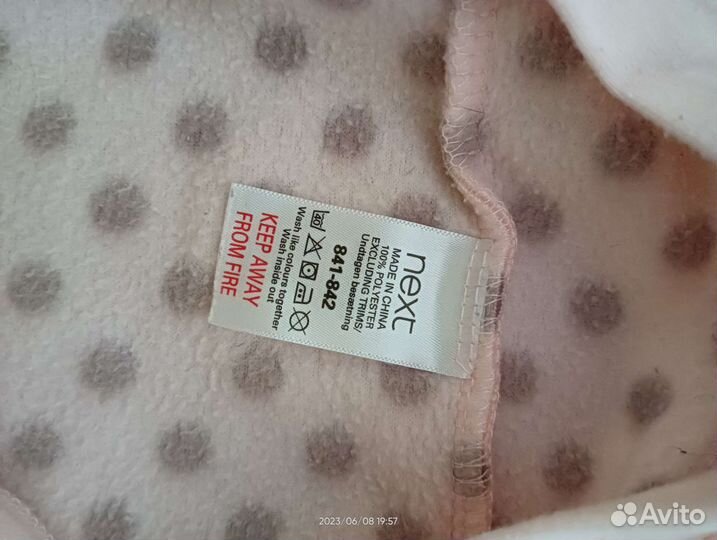 next
MADE IN CHINA
100% POLYESTER
EXCLUDING TRIMS/
Undtagen besætning
841-842
40
Wash like colours together
Wash inside out
KEEP AWAY
FROM FIRE
2023/06/08 19:57
Avito